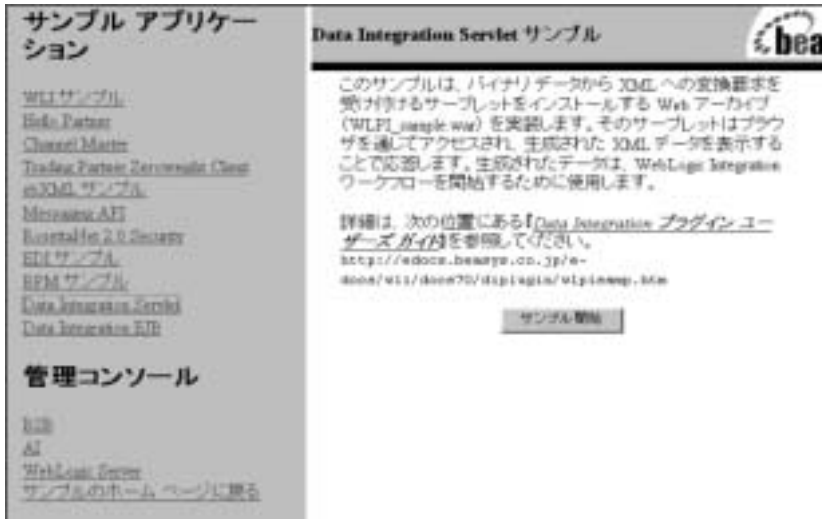 サンプル アプリケー
ション
WLI サンプル
Hello Partner
Channel Master
Trading Partner Zeroweight Client
ebXML サンプル
Messaging API
RosettaNet 2.0 Security
EDI サンプル
BPM サンプル
Data Integration Servlet
Data Integration EJB
管理コンソール
B2B
AI
WebLogic Server
サンプルのホーム ページに戻る
Data Integration Servlet サンプル
bea
このサンプルは、バイナリ データから XML への変換要求を
受け付けるサーブレットをインストールする Web アーカイブ
(WLPI_sample.war) を実装します。そのサーブレットはブラウ
ザを通してアクセスされ、生成された XML データを表示する
ことで応答します。生成されたデータは、WebLogic Integration
ワークフローを開始するために使用します。
詳細は、次の位置にある『Data Integration プラグイン ユー
ザーズ ガイド』を参照してください。
http://edocs.beasys.co.jp/e-
docs/wli/docs70/diplugin/
サンプル開始